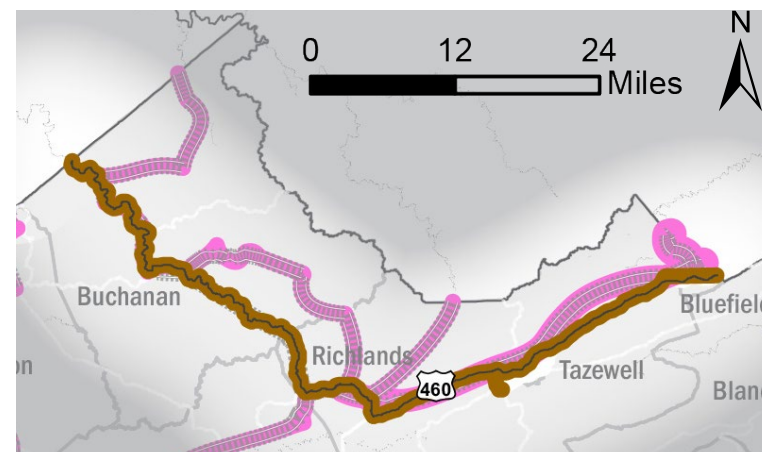 N
0 12 24
Miles
Buchanan
Bluefiel
Richlands
on
Tazewell
460
Blan